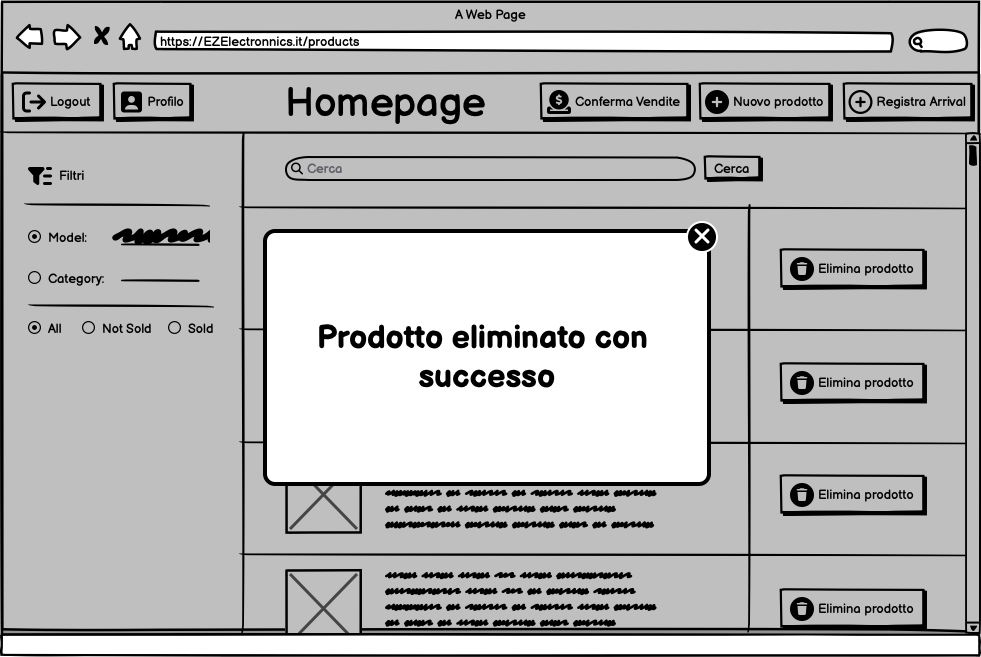 A Web Page
https://EZElectronnics.it/products
Logout
Profilo
Homepage
Conferma Vendite
Nuovo prodotto
Registra Arrival
Filtri
Cerca
Cerca
Model:
Category:
All
Not Sold
Sold
Prodotto eliminato con
successo
Elimina prodotto
Elimina prodotto
Elimina prodotto
Elimina prodotto